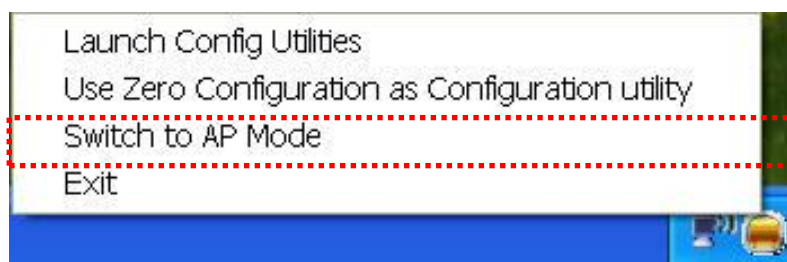 Launch Config Utilities
Use Zero Configuration as Configuration utility
Switch to AP Mode
Exit